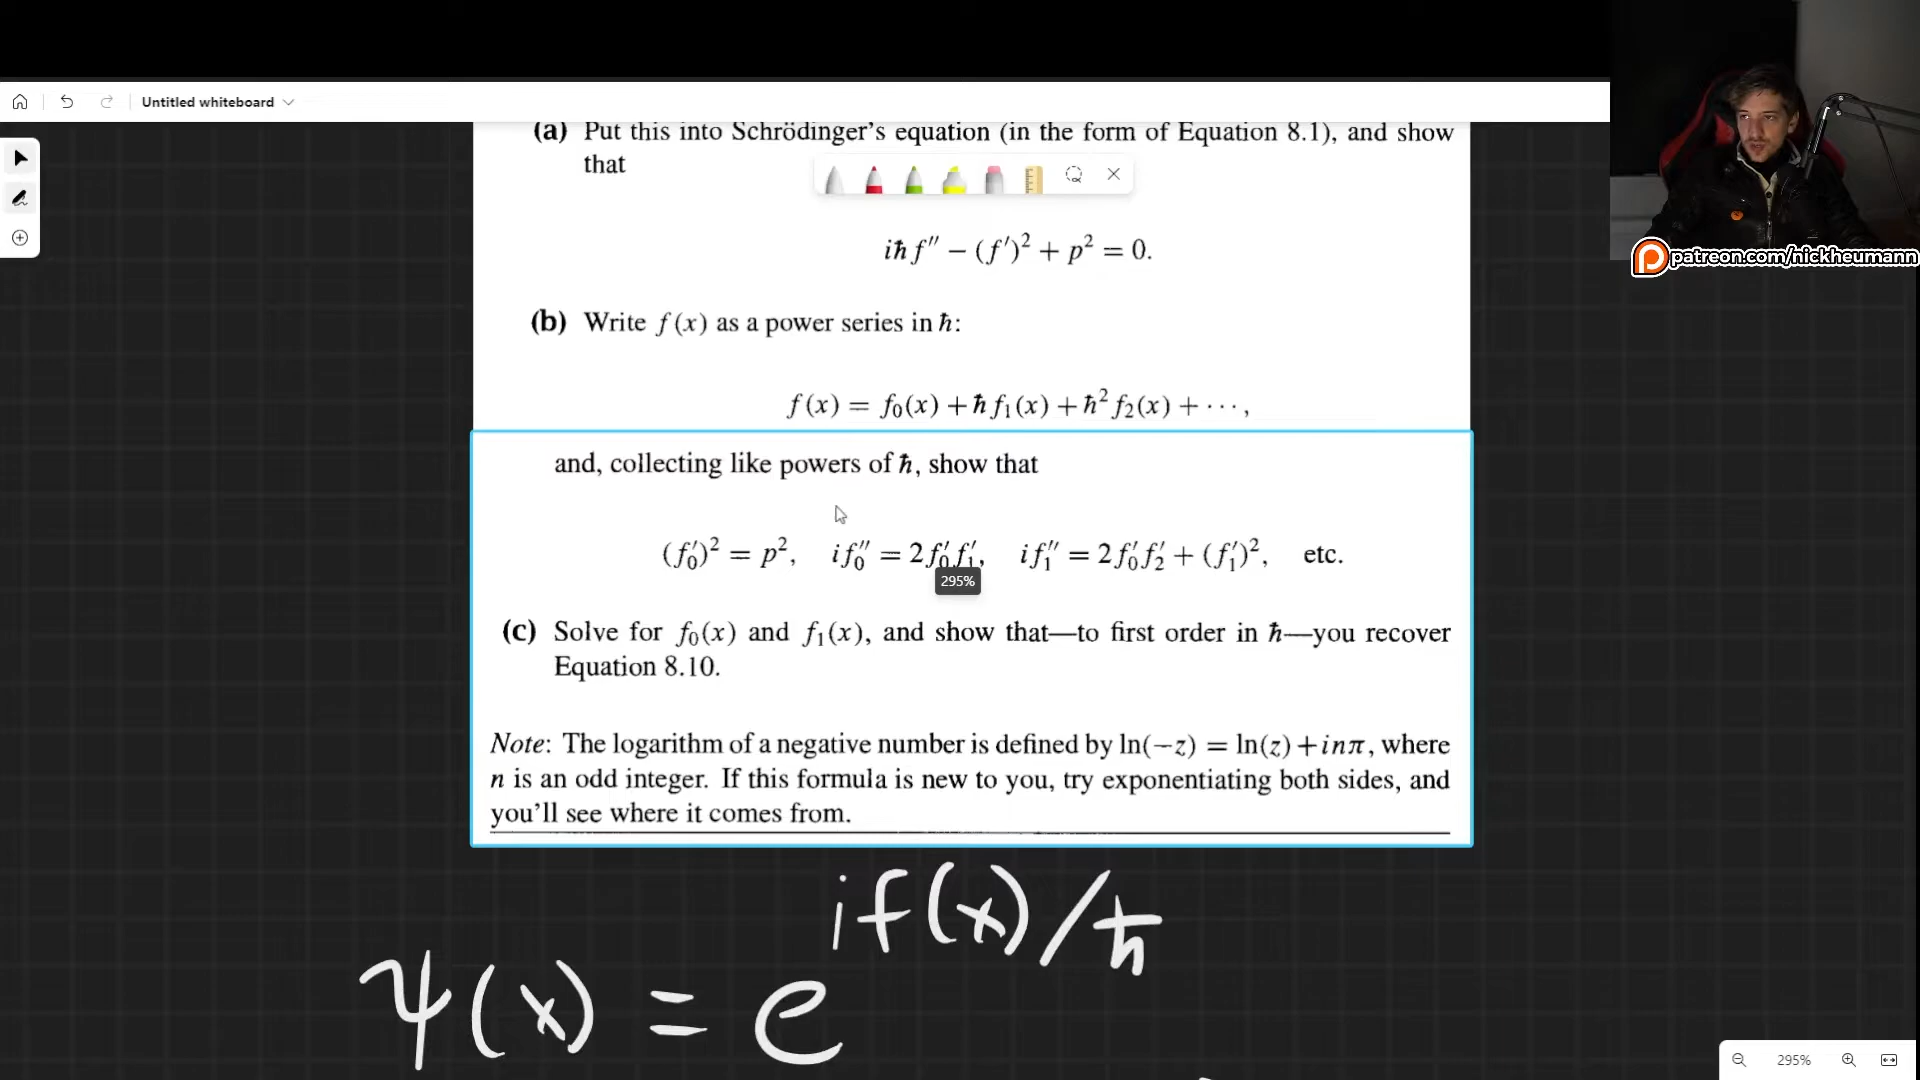 Untitled whiteboard
(a) Put this into Schrödinger's equation (in the form of Equation 8.1), and show
that
iħf″ − (f′)² + p² = 0.
patreon.com/nickheumann
(b) Write f(x) as a power series in ħ:
f(x) = f₀(x) + ħf₁(x) + ħ²f₂(x) + ··· ,
and, collecting like powers of ħ, show that
(f₀′)² = p², if₀″ = 2f₀′f₁′, if₁″ = 2f₀′f₂′ + (f₁′)², etc.
295%
(c) Solve for f₀(x) and f₁(x), and show that—to first order in ħ—you recover
Equation 8.10.
Note: The logarithm of a negative number is defined by ln(−z) = ln(z) + inπ, where
n is an odd integer. If this formula is new to you, try exponentiating both sides, and
you'll see where it comes from.
ψ(x) = e^{if(x)/ħ}
295%